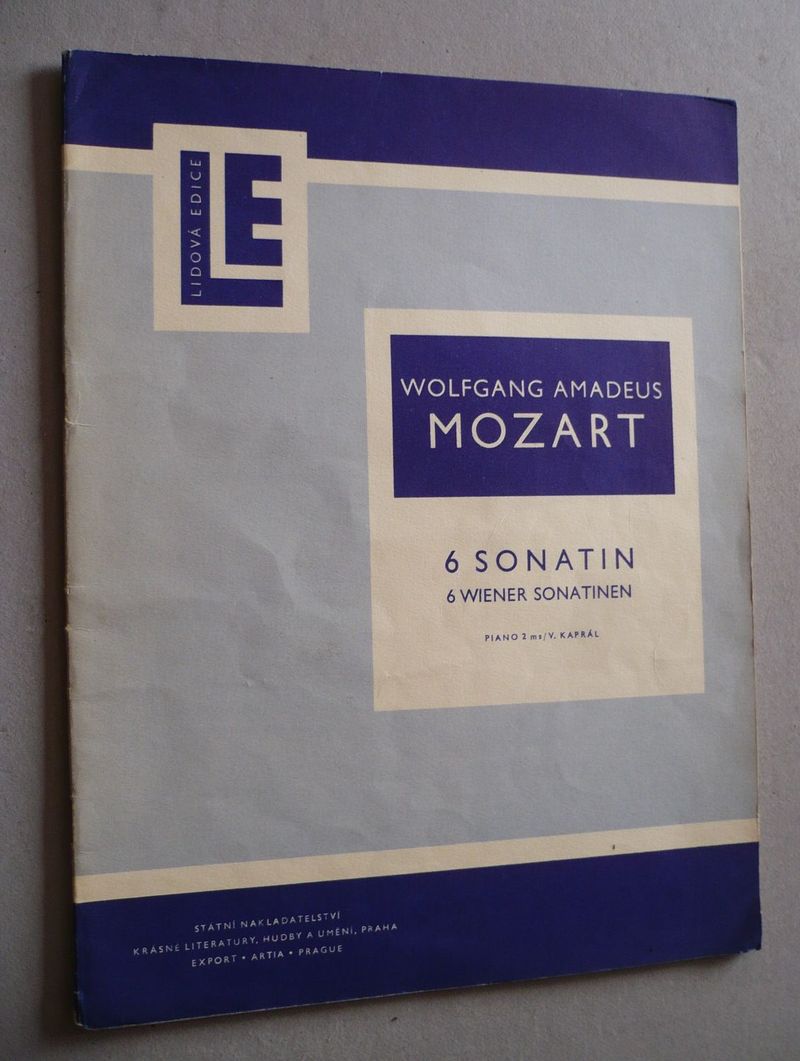 LIDOVÁ EDICE
LE
WOLFGANG AMADEUS
MOZART
6 SONATIN
6 WIENER SONATINEN
PIANO 2 ms/V. KAPRÁL
STÁTNÍ NAKLADATELSTVÍ
KRÁSNÉ LITERATURY, HUDBY A UMĚNÍ, PRAHA
EXPORT • ARTIA • PRAGUE